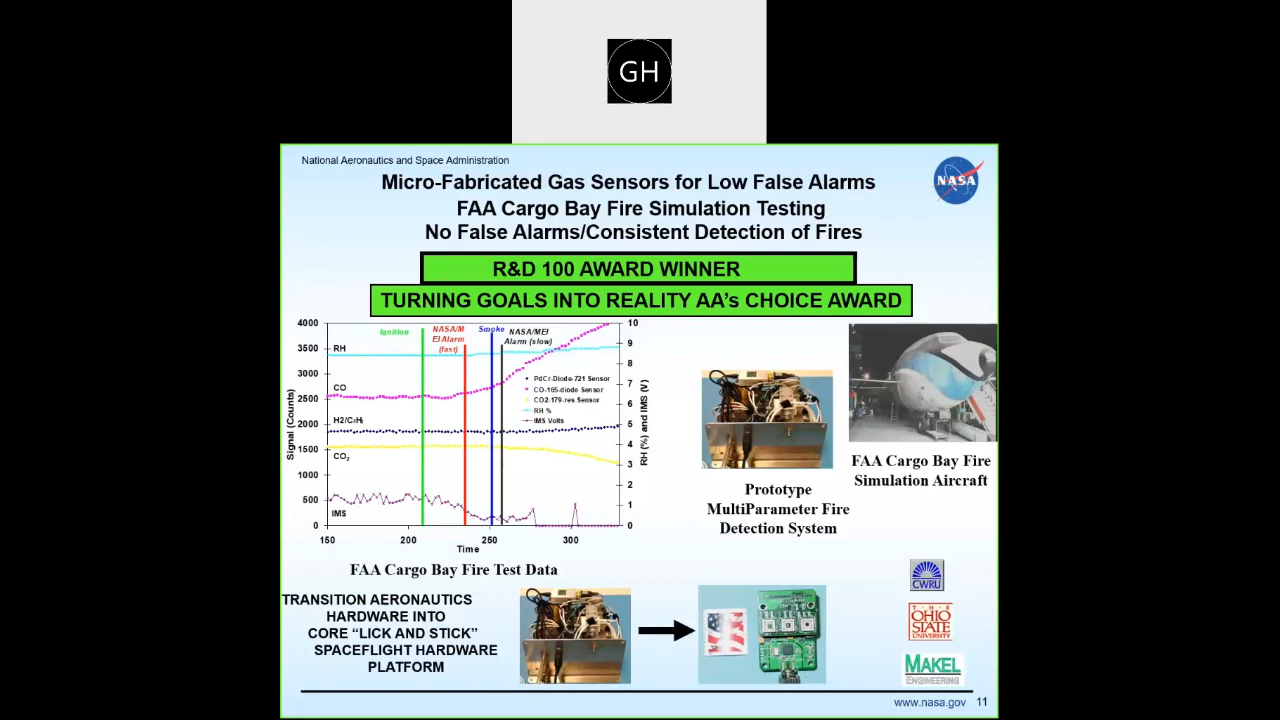 GH
National Aeronautics and Space Administration
NASA
Micro-Fabricated Gas Sensors for Low False Alarms
FAA Cargo Bay Fire Simulation Testing
No False Alarms/Consistent Detection of Fires
R&D 100 AWARD WINNER
TURNING GOALS INTO REALITY AA's CHOICE AWARD
4000
3500
3000
2500
2000
1500
1000
500
0
Signal (Counts)
Ignition
NASA/M
EI Alarm
(fast)
Smoke
NASA/MEI
Alarm (slow)
RH
CO
H2/CxHy
CO2
IMS
PdCr-Diode-721 Sensor
CO-165-diode Sensor
CO2-179-res Sensor
RH %
IMS Volts
10
9
8
7
6
5
4
3
2
1
0
RH (%) and IMS (V)
150
200
250
300
Time
FAA Cargo Bay Fire Test Data
Prototype
MultiParameter Fire
Detection System
FAA Cargo Bay Fire
Simulation Aircraft
TRANSITION AERONAUTICS
HARDWARE INTO
CORE “LICK AND STICK”
SPACEFLIGHT HARDWARE
PLATFORM
CWRU
THE
OHIO
STATE
UNIVERSITY
MAKEL
ENGINEERING
www.nasa.gov 11